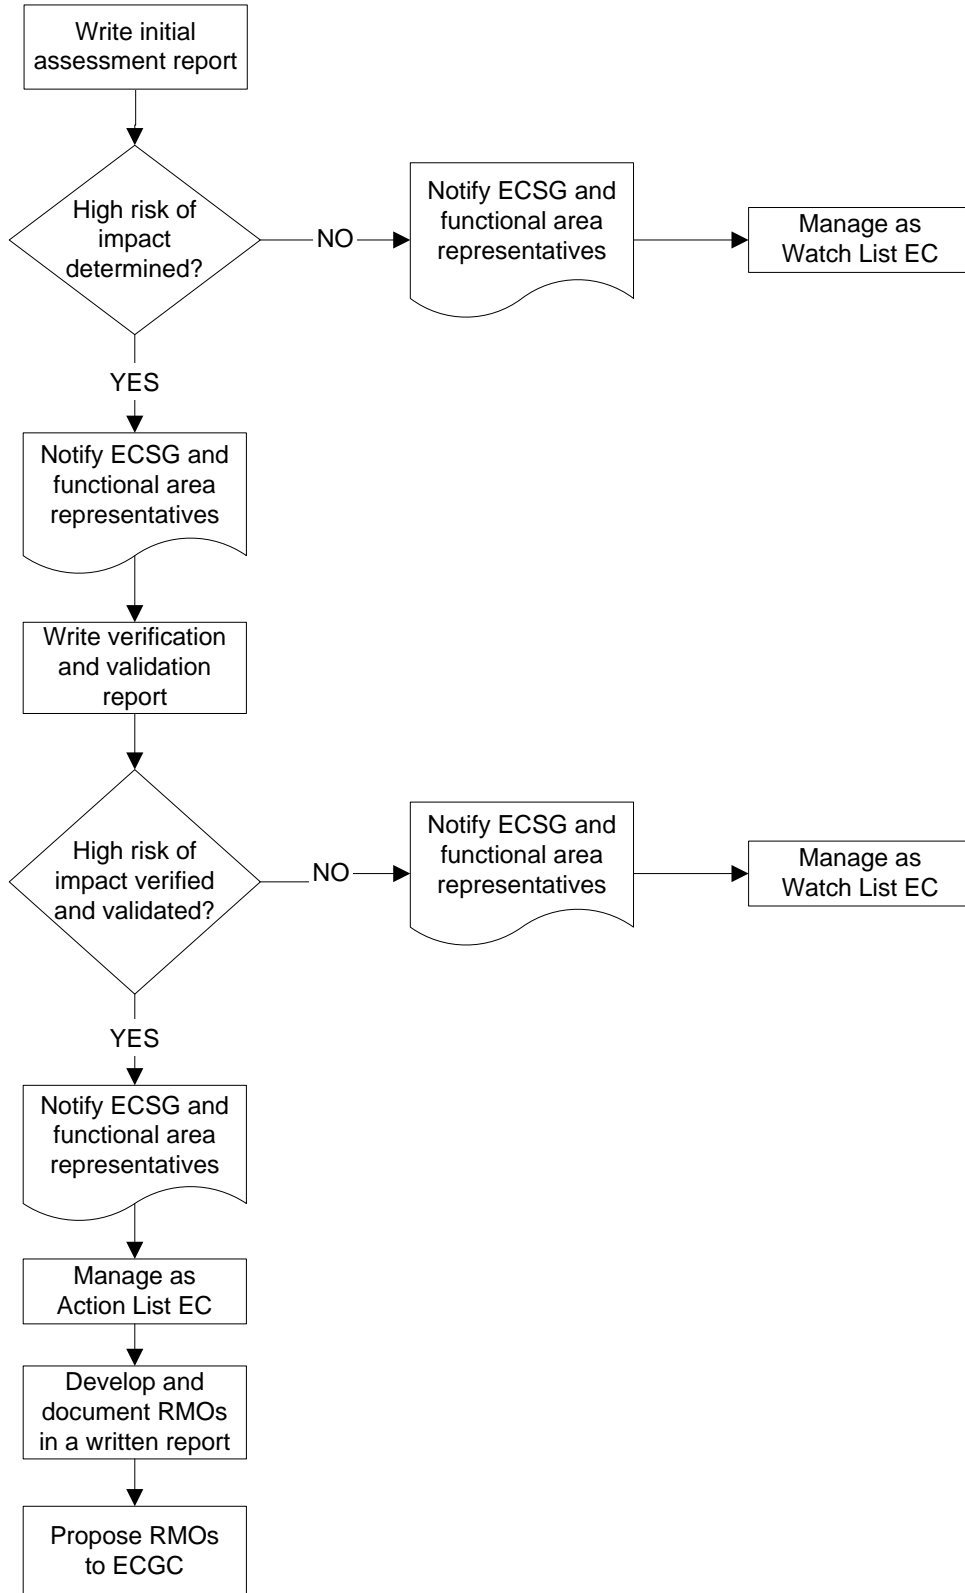 Write initial
assessment report
High risk of
impact
determined?
NO
Notify ECSG and
functional area
representatives
Manage as
Watch List EC
YES
Notify ECSG and
functional area
representatives
Write verification
and validation
report
High risk of
impact verified
and validated?
NO
Notify ECSG and
functional area
representatives
Manage as
Watch List EC
YES
Notify ECSG and
functional area
representatives
Manage as
Action List EC
Develop and
document RMOs
in a written report
Propose RMOs
to ECGC